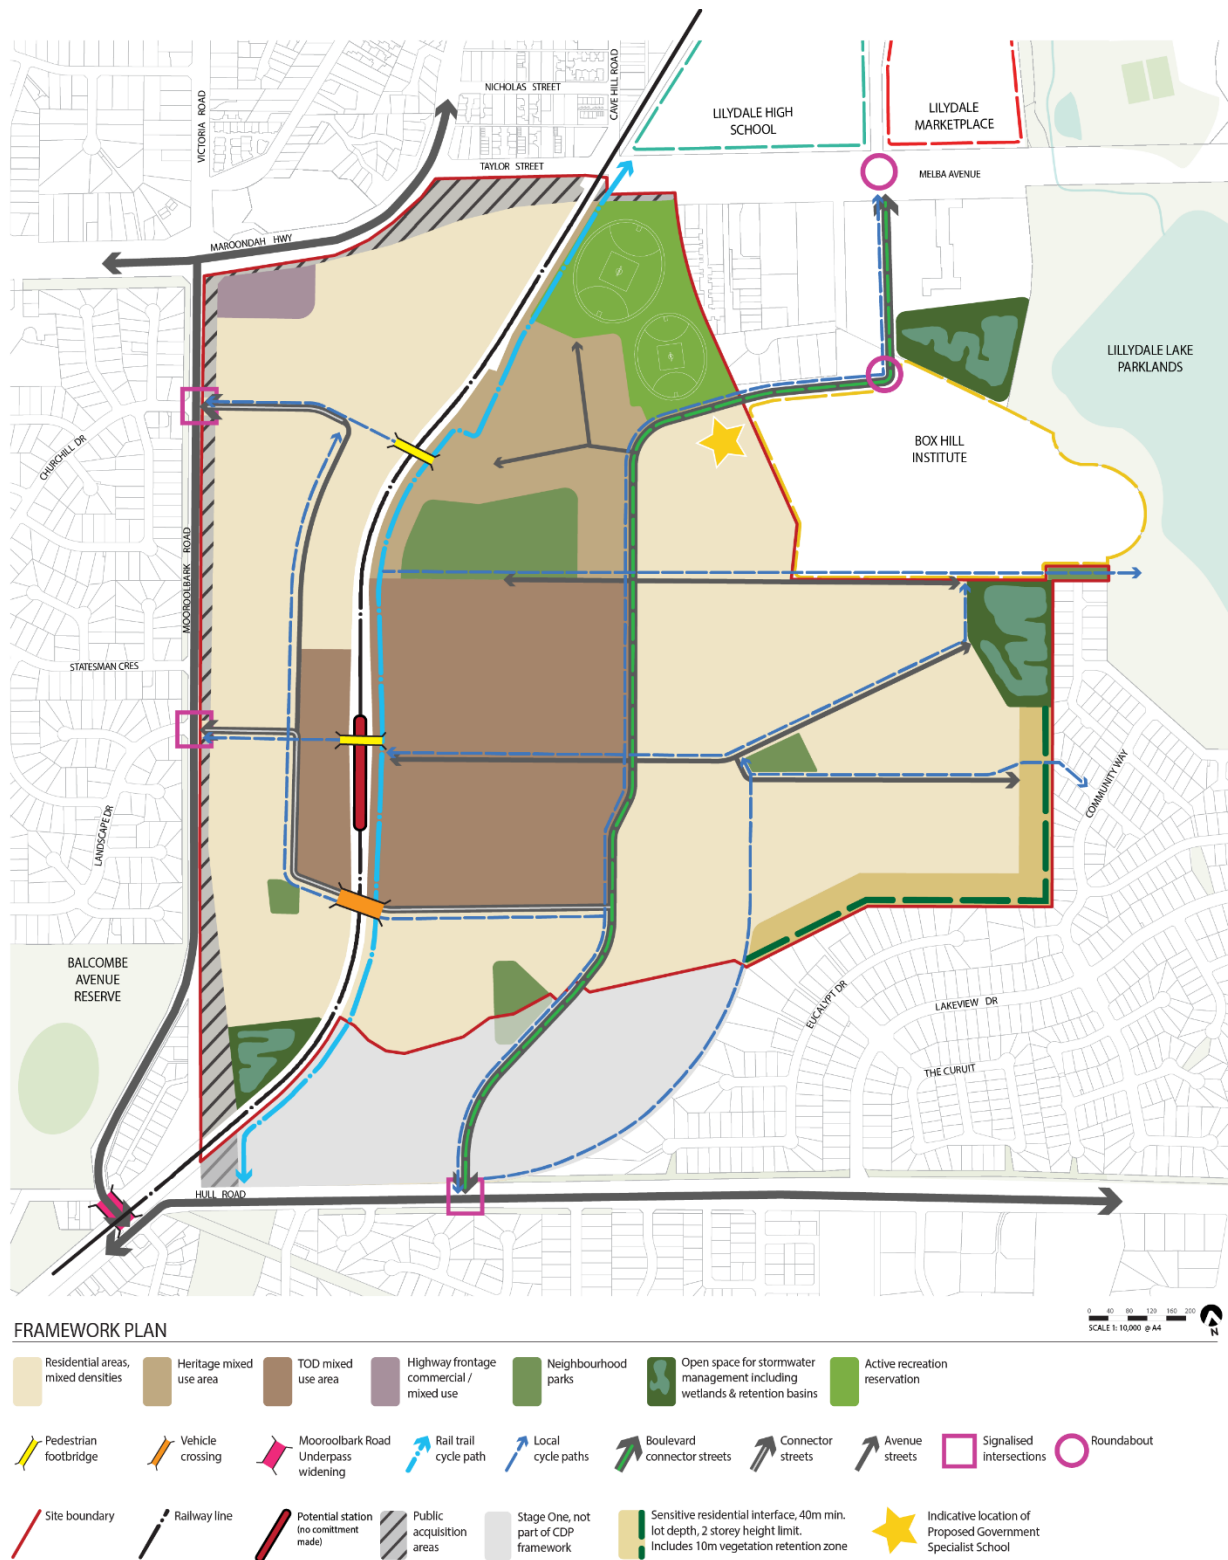 NICHOLAS STREET
CAVE HILL ROAD
VICTORIA ROAD
LILYDALE HIGH
SCHOOL
LILYDALE
MARKETPLACE
TAYLOR STREET
MELBA AVENUE
MAROONDAH HWY
LILLYDALE LAKE
PARKLANDS
CHURCHILL DR
BOX HILL
INSTITUTE
MOOROOLBARK ROAD
STATESMAN CRES
LANDSCAPE DR
COMMUNITY WAY
BALCOMBE
AVENUE
RESERVE
EUCALYPT DR
LAKEVIEW DR
THE CURUIT
HULL ROAD
0 40 80 120 160 200
SCALE 1: 10,000 @ A4
N
FRAMEWORK PLAN
Residential areas,
mixed densities
Heritage mixed
use area
TOD mixed
use area
Highway frontage
commercial /
mixed use
Neighbourhood
parks
Open space for stormwater
management including
wetlands & retention basins
Active recreation
reservation
Pedestrian
footbridge
Vehicle
crossing
Mooroolbark Road
Underpass
widening
Rail trail
cycle path
Local
cycle paths
Boulevard
connector streets
Connector
streets
Avenue
streets
Signalised
intersections
Roundabout
Site boundary
Railway line
Potential station
(no comittment
made)
Public
acquisition
areas
Stage One, not
part of CDP
framework
Sensitive residential interface, 40m min.
lot depth, 2 storey height limit.
Includes 10m vegetation retention zone
Indicative location of
Proposed Government
Specialist School